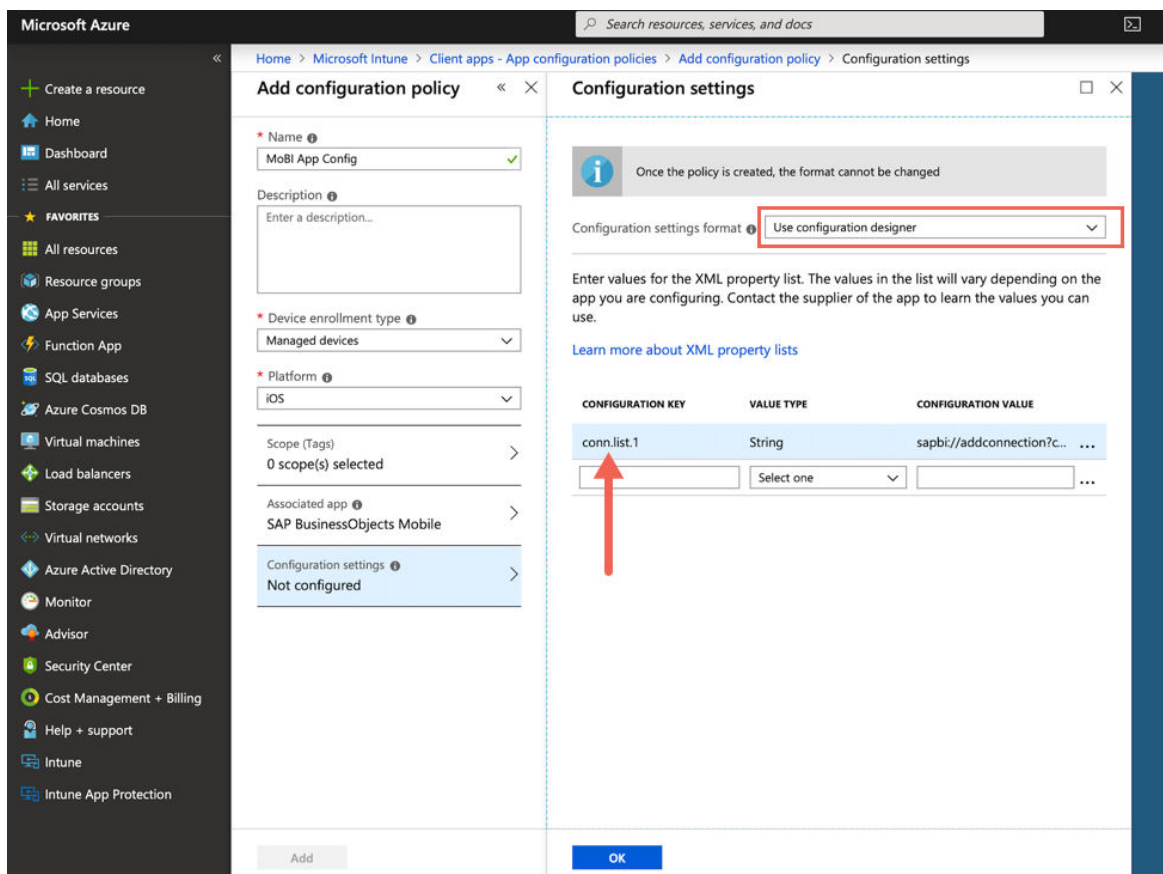 Microsoft Azure
Search resources, services, and docs
«
Home > Microsoft Intune > Client apps - App configuration policies > Add configuration policy > Configuration settings
Create a resource
Home
Dashboard
All services
FAVORITES
All resources
Resource groups
App Services
Function App
SQL databases
Azure Cosmos DB
Virtual machines
Load balancers
Storage accounts
Virtual networks
Azure Active Directory
Monitor
Advisor
Security Center
Cost Management + Billing
Help + support
Intune
Intune App Protection
Add configuration policy «
* Name
MoBI App Config
Description
Enter a description...
* Device enrollment type
Managed devices
* Platform
iOS
Scope (Tags)
0 scope(s) selected
Associated app
SAP BusinessObjects Mobile
Configuration settings
Not configured
Add
Configuration settings
Once the policy is created, the format cannot be changed
Configuration settings format Use configuration designer
Enter values for the XML property list. The values in the list will vary depending on the
app you are configuring. Contact the supplier of the app to learn the values you can
use.
Learn more about XML property lists
CONFIGURATION KEY VALUE TYPE CONFIGURATION VALUE
conn.list.1 String sapbi://addconnection?c... ...
Select one ...
OK